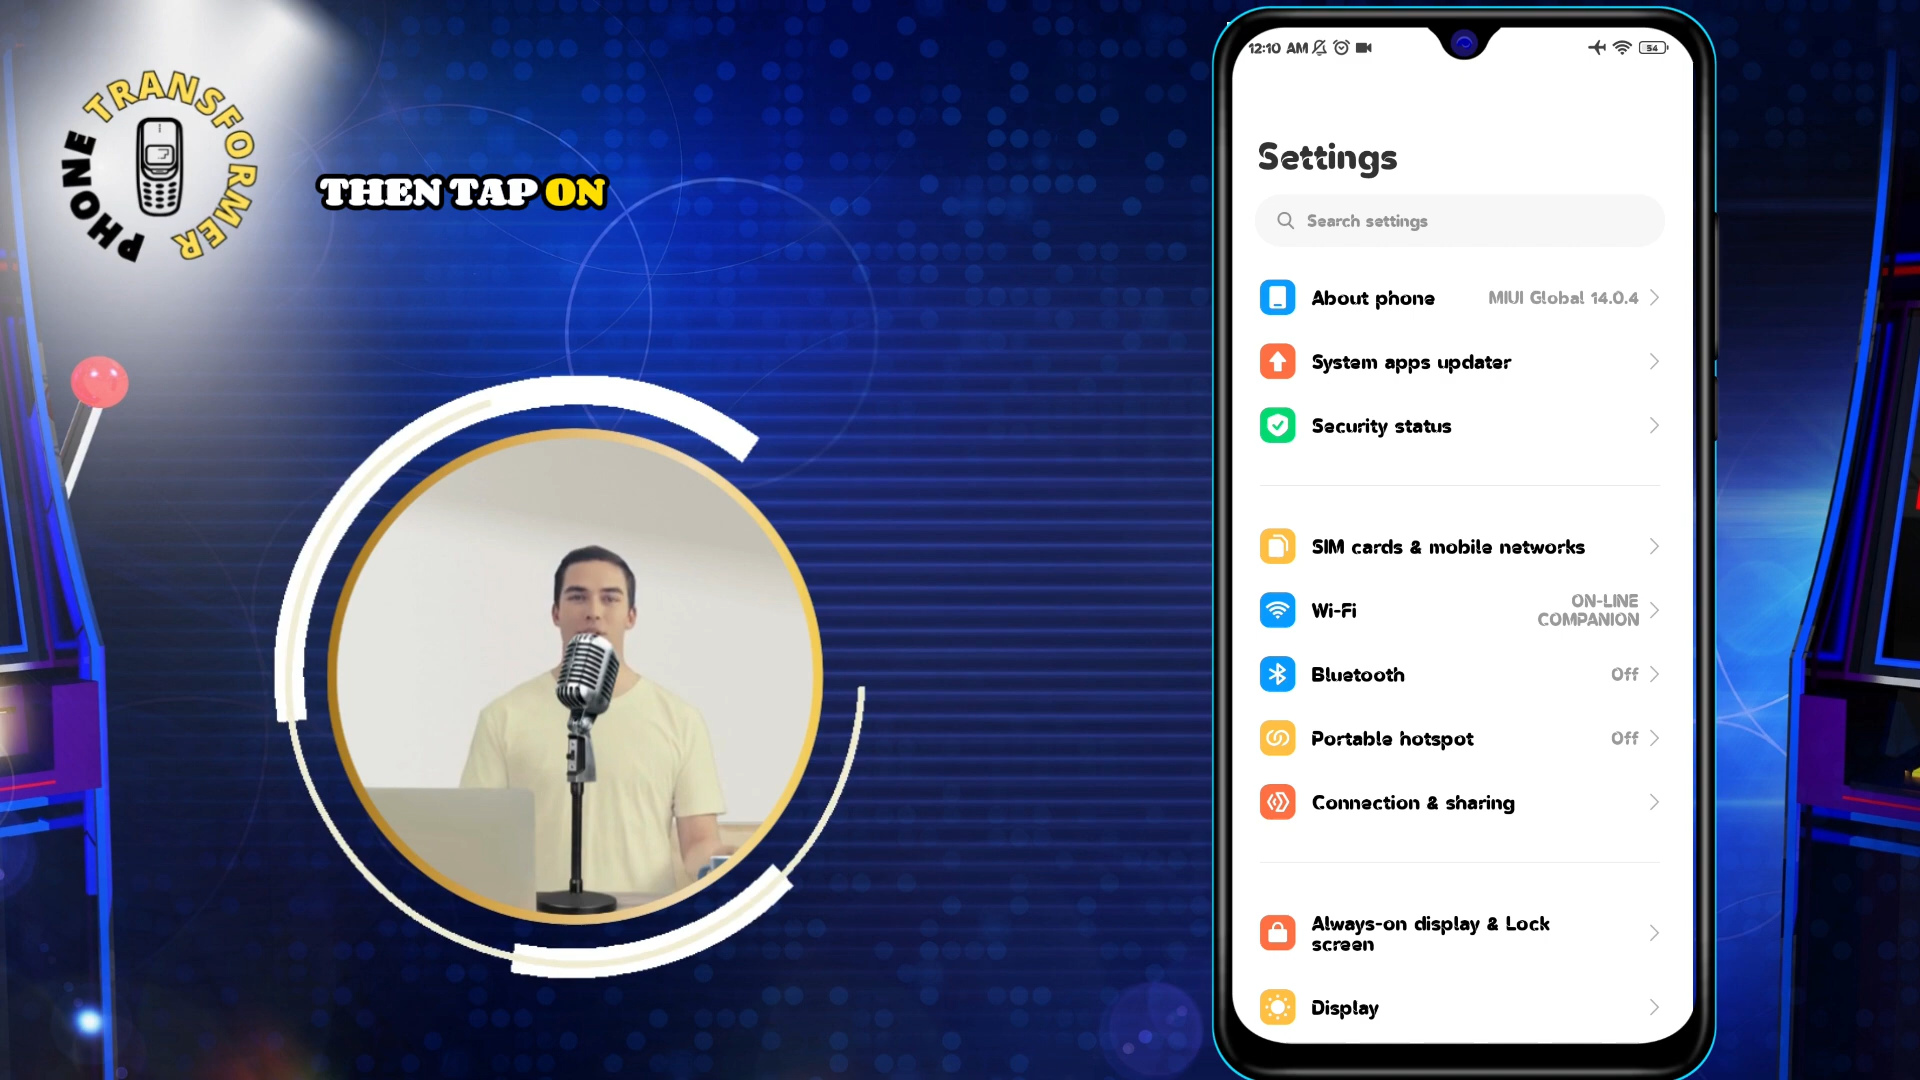 PHONE TRANSFORMER
THEN TAP ON
12:10 AM
54
Settings
Search settings
About phone MIUI Global 14.0.4
System apps updater
Security status
SIM cards & mobile networks
Wi-Fi ON-LINE
COMPANION
Bluetooth Off
Portable hotspot Off
Connection & sharing
Always-on display & Lock
screen
Display